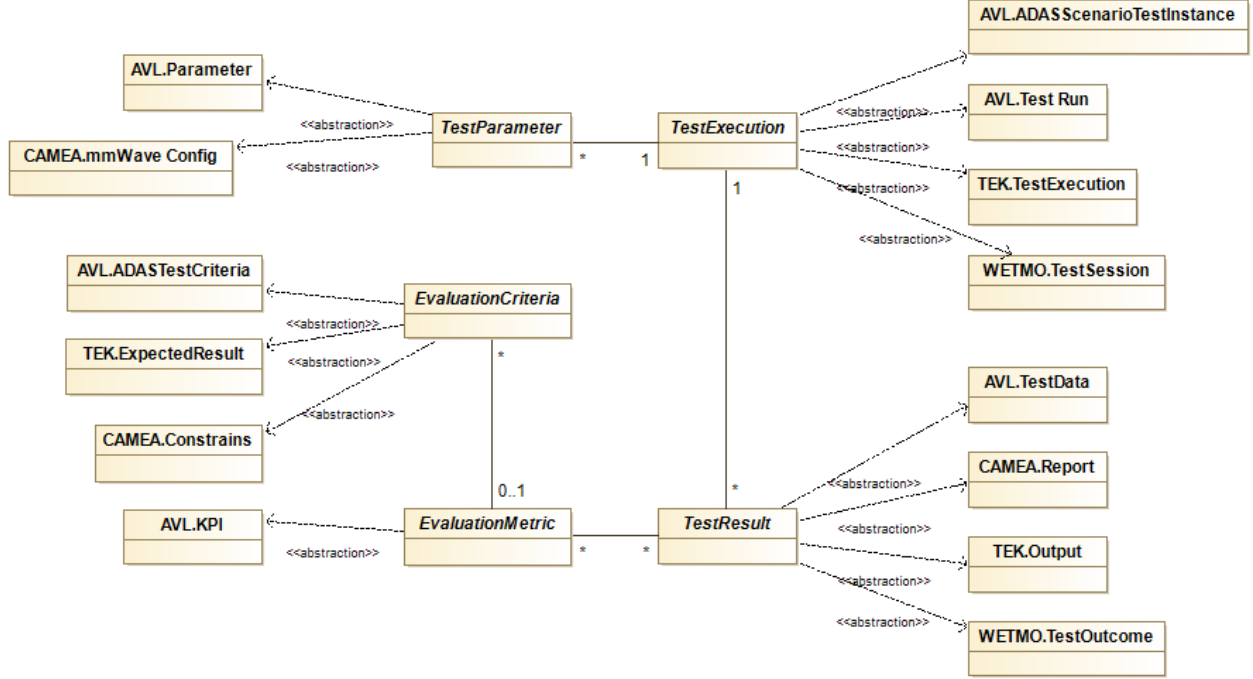 AVL.ADASScenarioTestInstance
AVL.Parameter
<<abstraction>>
CAMEA.mmWave Config
<<abstraction>>
TestParameter
*
1
TestExecution
1
<<abstraction>>
AVL.Test Run
<<abstraction>>
TEK.TestExecution
<<abstraction>>
<<abstraction>>
WETMO.TestSession
AVL.ADASTestCriteria
EvaluationCriteria
<<abstraction>>
TEK.ExpectedResult
<<abstraction>>
*
<<abstraction>>
CAMEA.Constrains
AVL.TestData
CAMEA.Report
<<abstraction>>
0..1
*
AVL.KPI
<<abstraction>>
EvaluationMetric
*
*
TestResult
<<abstraction>>
TEK.Output
<<abstraction>>
<<abstraction>>
WETMO.TestOutcome